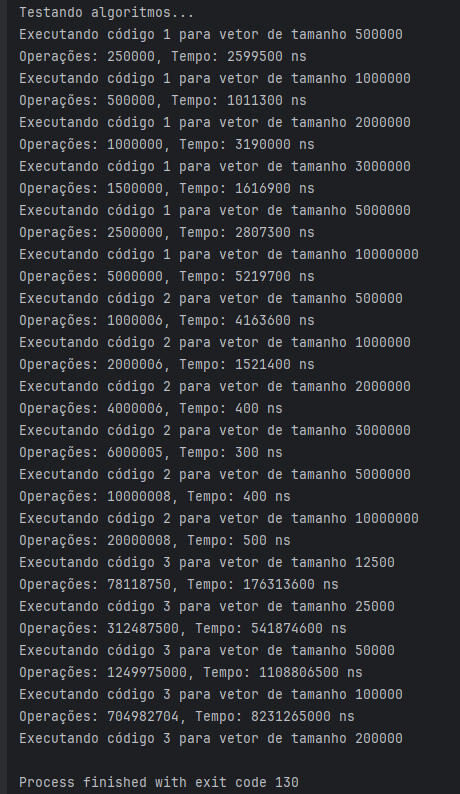 Testando algoritmos...
Executando código 1 para vetor de tamanho 500000
Operações: 250000, Tempo: 2599500 ns
Executando código 1 para vetor de tamanho 1000000
Operações: 500000, Tempo: 1011300 ns
Executando código 1 para vetor de tamanho 2000000
Operações: 1000000, Tempo: 3190000 ns
Executando código 1 para vetor de tamanho 3000000
Operações: 1500000, Tempo: 1616900 ns
Executando código 1 para vetor de tamanho 5000000
Operações: 2500000, Tempo: 2807300 ns
Executando código 1 para vetor de tamanho 10000000
Operações: 5000000, Tempo: 5219700 ns
Executando código 2 para vetor de tamanho 500000
Operações: 1000006, Tempo: 4163600 ns
Executando código 2 para vetor de tamanho 1000000
Operações: 2000006, Tempo: 1521400 ns
Executando código 2 para vetor de tamanho 2000000
Operações: 4000006, Tempo: 400 ns
Executando código 2 para vetor de tamanho 3000000
Operações: 6000005, Tempo: 300 ns
Executando código 2 para vetor de tamanho 5000000
Operações: 10000008, Tempo: 400 ns
Executando código 2 para vetor de tamanho 10000000
Operações: 20000008, Tempo: 500 ns
Executando código 3 para vetor de tamanho 12500
Operações: 78118750, Tempo: 176313600 ns
Executando código 3 para vetor de tamanho 25000
Operações: 312487500, Tempo: 541874600 ns
Executando código 3 para vetor de tamanho 50000
Operações: 1249975000, Tempo: 1108806500 ns
Executando código 3 para vetor de tamanho 100000
Operações: 704982704, Tempo: 8231265000 ns
Executando código 3 para vetor de tamanho 200000
Process finished with exit code 130